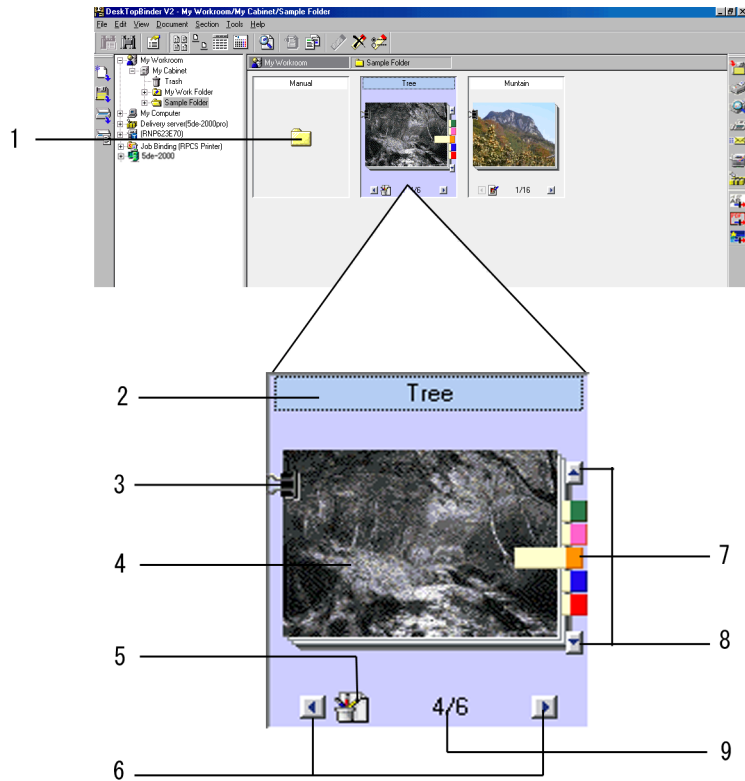 DeskTopBinder V2 - My Workroom/My Cabinet/Sample Folder
File Edit View Document Section Tools Help
My Workroom
My Cabinet
Trash
My Work Folder
Sample Folder
My Computer
Delivery server(5de-2000pro)
(RNP623E70)
Job Binding (RPCS Printer)
5de-2000
My Workroom
Sample Folder
Manual
Tree
Muntain
4/6
1/16
1
2
Tree
3
4
5
4/6
6
7
8
9